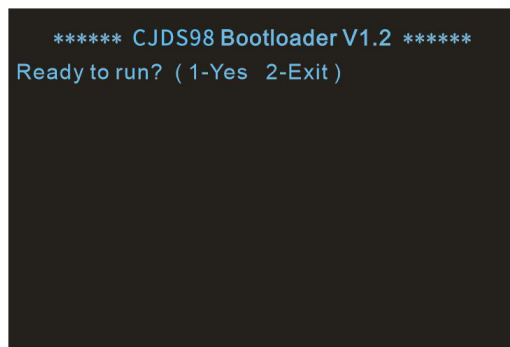 ****** CJDS98 Bootloader V1.2 ******
Ready to run? ( 1-Yes 2-Exit )